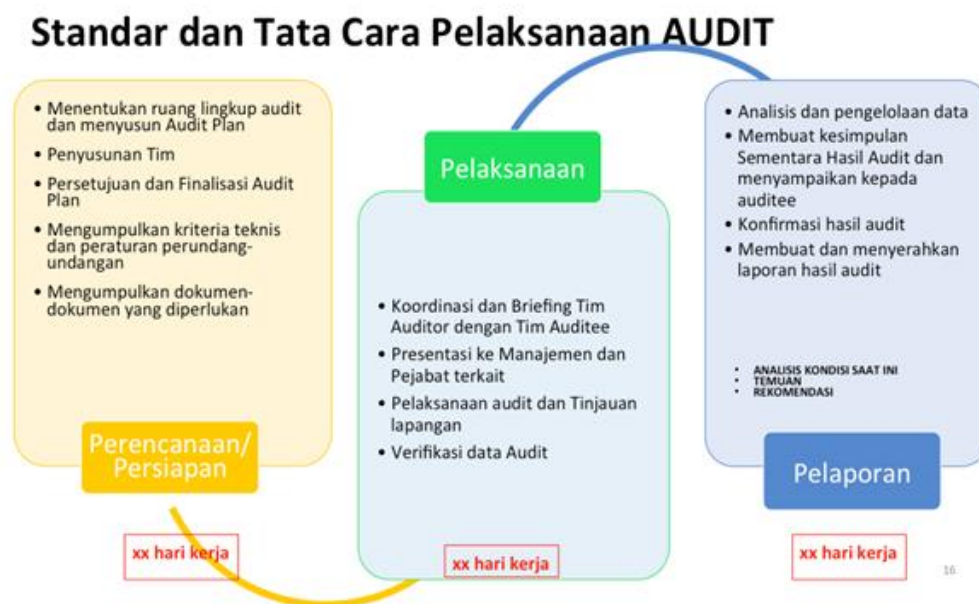 Standar dan Tata Cara Pelaksanaan AUDIT
• Menentukan ruang lingkup audit
dan menyusun Audit Plan
• Penyusunan Tim
• Persetujuan dan Finalisasi Audit
Plan
• Mengumpulkan kriteria teknis
dan peraturan perundang-
undangan
• Mengumpulkan dokumen-
dokumen yang diperlukan
Perencanaan/
Persiapan
xx hari kerja
Pelaksanaan
• Koordinasi dan Briefing Tim
Auditor dengan Tim Auditee
• Presentasi ke Manajemen dan
Pejabat terkait
• Pelaksanaan audit dan Tinjauan
lapangan
• Verifikasi data Audit
xx hari kerja
• Analisis dan pengelolaan data
• Membuat kesimpulan
Sementara Hasil Audit dan
menyampaikan kepada
auditee
• Konfirmasi hasil audit
• Membuat dan menyerahkan
laporan hasil audit
• ANALISIS KONDISI SAAT INI
• TEMUAN
• REKOMENDASI
Pelaporan
xx hari kerja
16